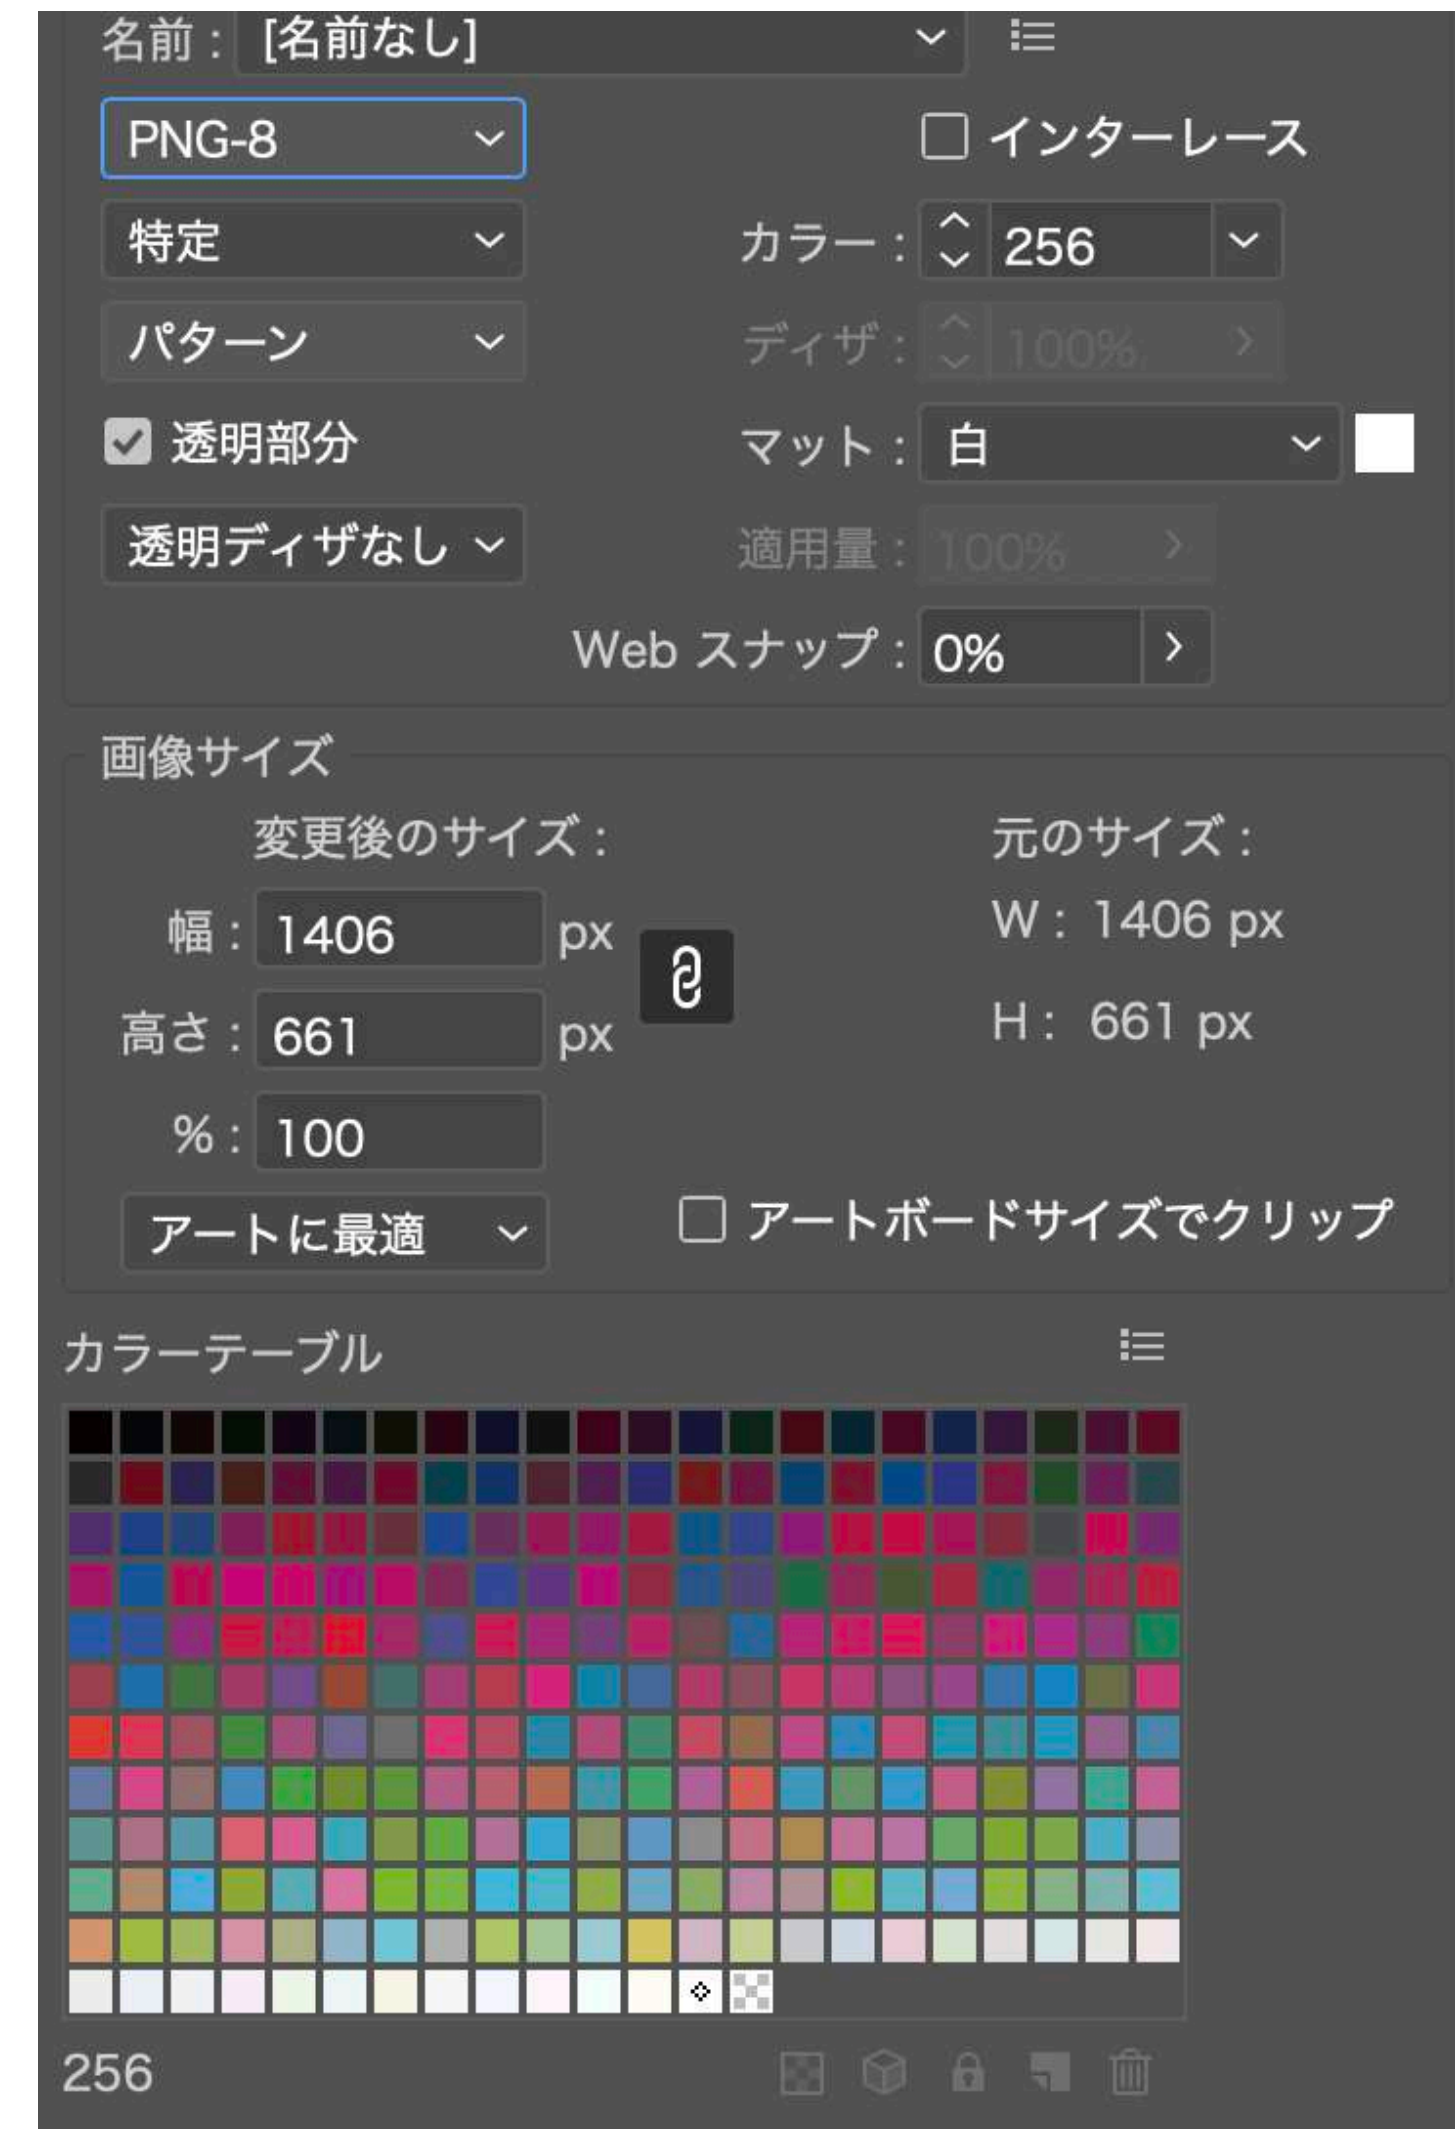 名前 : [名前なし]
PNG-8 インターレース
特定 カラー : 256
パターン ディザ : 100%
透明部分 マット : 白
透明ディザなし 適用量 : 100%
Web スナップ : 0%
画像サイズ
変更後のサイズ : 元のサイズ :
幅 : 1406 px W : 1406 px
高さ : 661 px H : 661 px
% : 100
アートに最適 アートボードサイズでクリップ
カラーテーブル
256